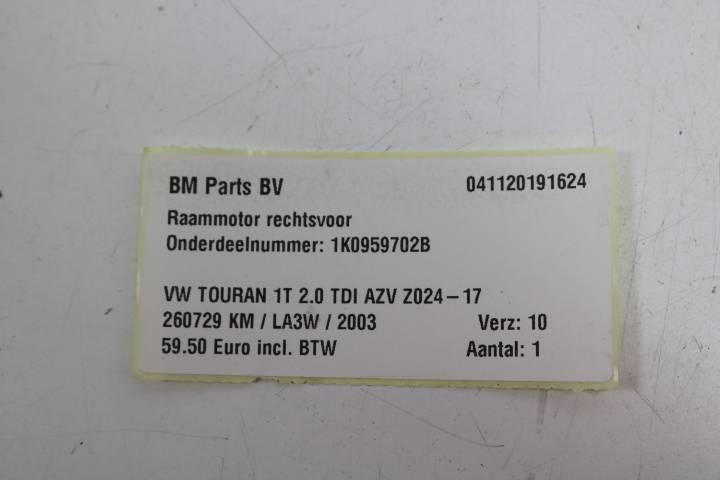 BM Parts BV 041120191624
Raammotor rechtsvoor
Onderdeelnummer: 1K0959702B
VW TOURAN 1T 2.0 TDI AZV Z024-17
260729 KM / LA3W / 2003 Verz: 10
59.50 Euro incl. BTW Aantal: 1